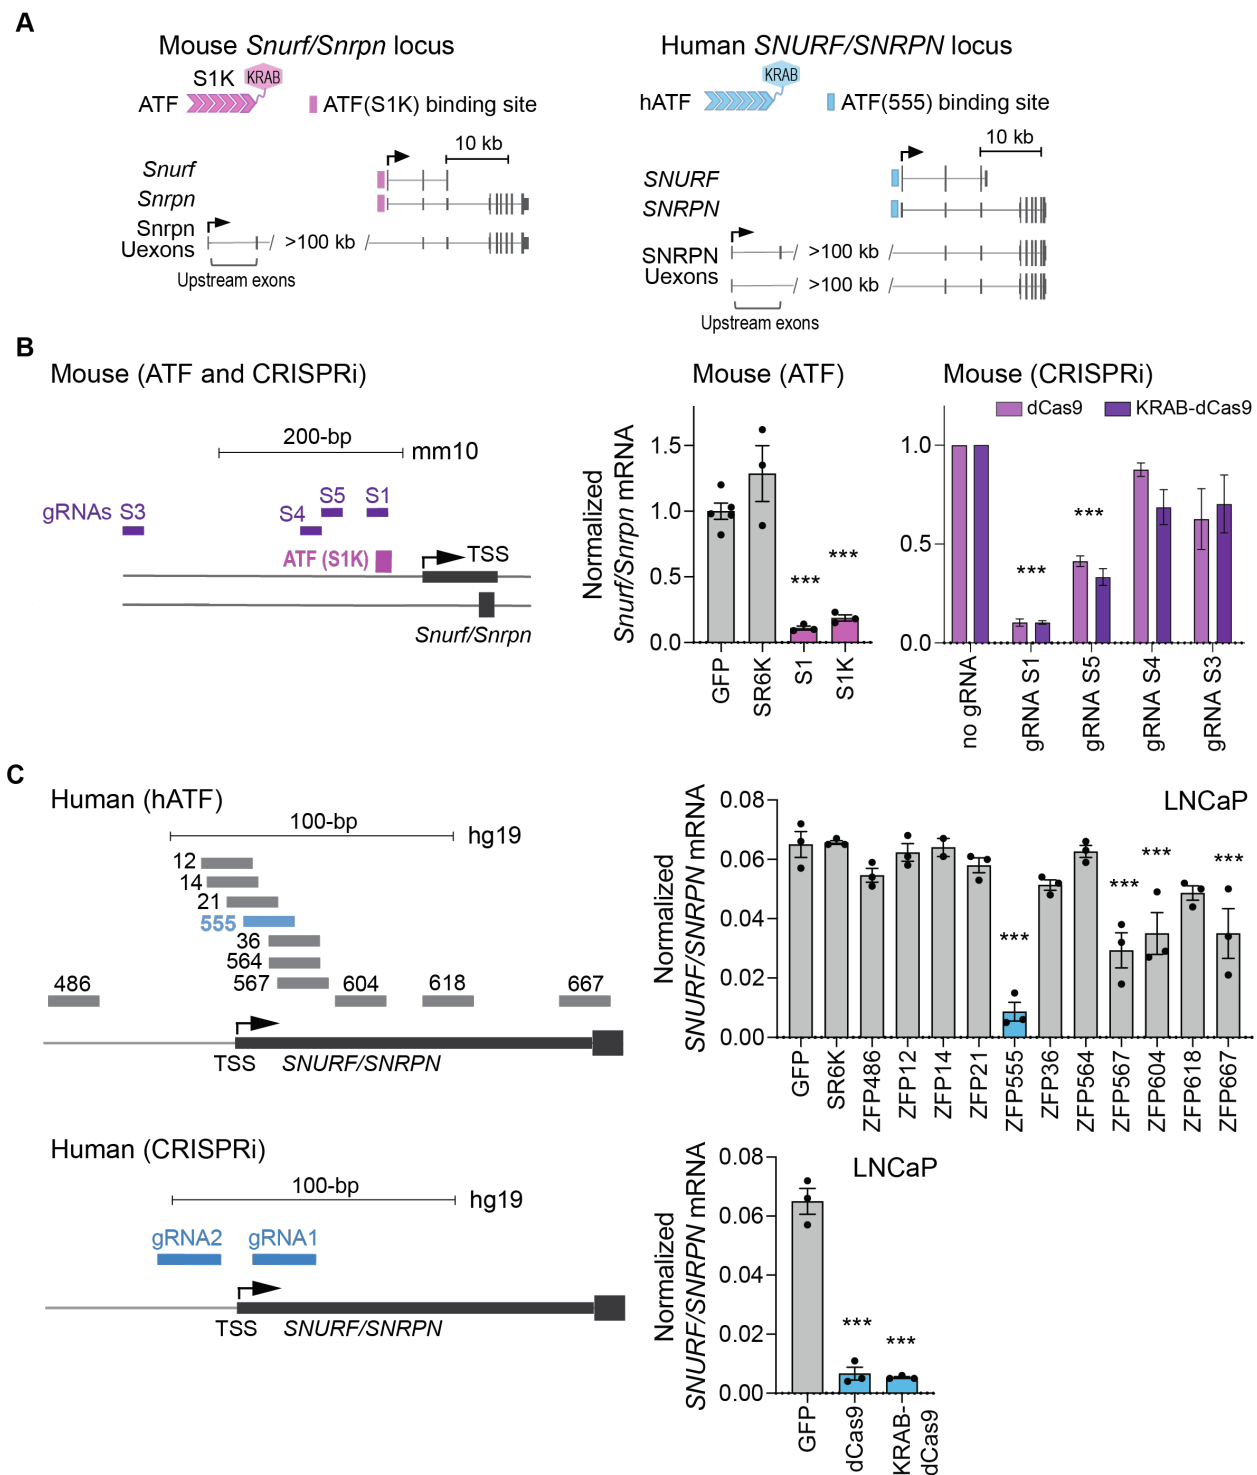 A
Mouse Snurf/Snrpn locus
S1K
KRAB
ATF
ATF(S1K) binding site
10 kb
Snurf
Snrpn
Snrpn
Uexons
>100 kb
Upstream exons
Human SNURF/SNRPN locus
KRAB
hATF
ATF(555) binding site
10 kb
SNURF
SNRPN
SNRPN
Uexons
>100 kb
>100 kb
Upstream exons
B
Mouse (ATF and CRISPRi)
200-bp
mm10
gRNAs S3
S4
S5
S1
ATF (S1K)
TSS
Snurf/Snrpn
Mouse (ATF)
Normalized
Snurf/Snrpn mRNA
1.5
1.0
0.5
0.0
***
***
GFP
SR6K
S1
S1K
Mouse (CRISPRi)
dCas9
KRAB-dCas9
1.0
0.5
0.0
***
***
no gRNA
gRNA S1
gRNA S5
gRNA S4
gRNA S3
C
Human (hATF)
100-bp
hg19
12
14
21
555
36
564
567
486
604
618
667
TSS
SNURF/SNRPN
LNCaP
Normalized
SNURF/SNRPN mRNA
0.08
0.06
0.04
0.02
0.00
***
***
***
***
GFP
SR6K
ZFP486
ZFP12
ZFP14
ZFP21
ZFP555
ZFP36
ZFP564
ZFP567
ZFP604
ZFP618
ZFP667
Human (CRISPRi)
100-bp
hg19
gRNA2
gRNA1
TSS
SNURF/SNRPN
LNCaP
Normalized
SNURF/SNRPN mRNA
0.08
0.06
0.04
0.02
0.00
***
***
GFP
dCas9
KRAB-
dCas9